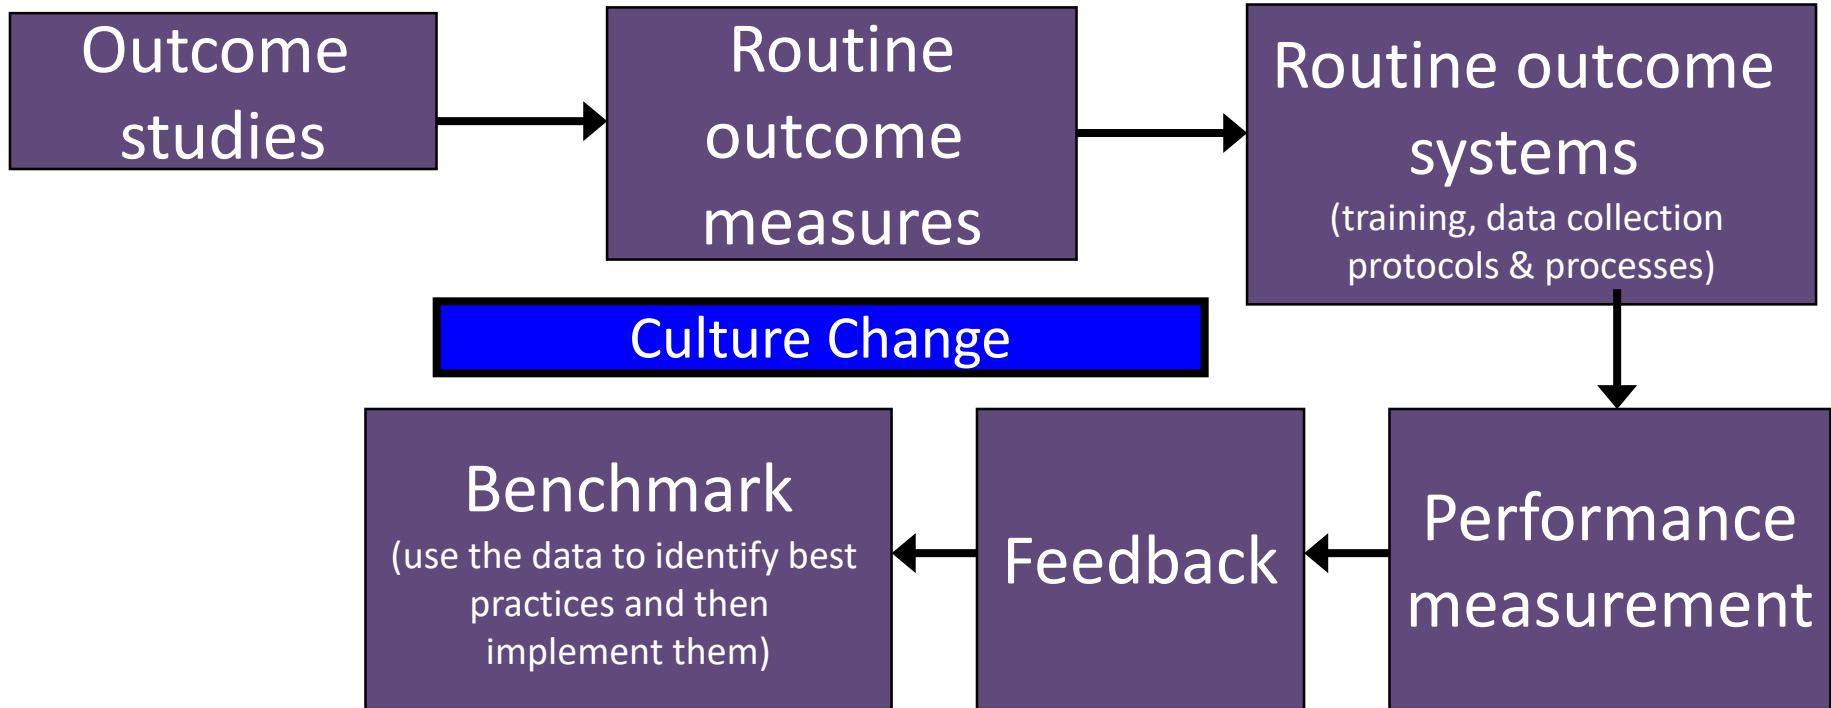 Outcome
studies
Routine
outcome
measures
Routine outcome
systems
(training, data collection
protocols & processes)
Culture Change
Benchmark
(use the data to identify best
practices and then
implement them)
Feedback
Performance
measurement